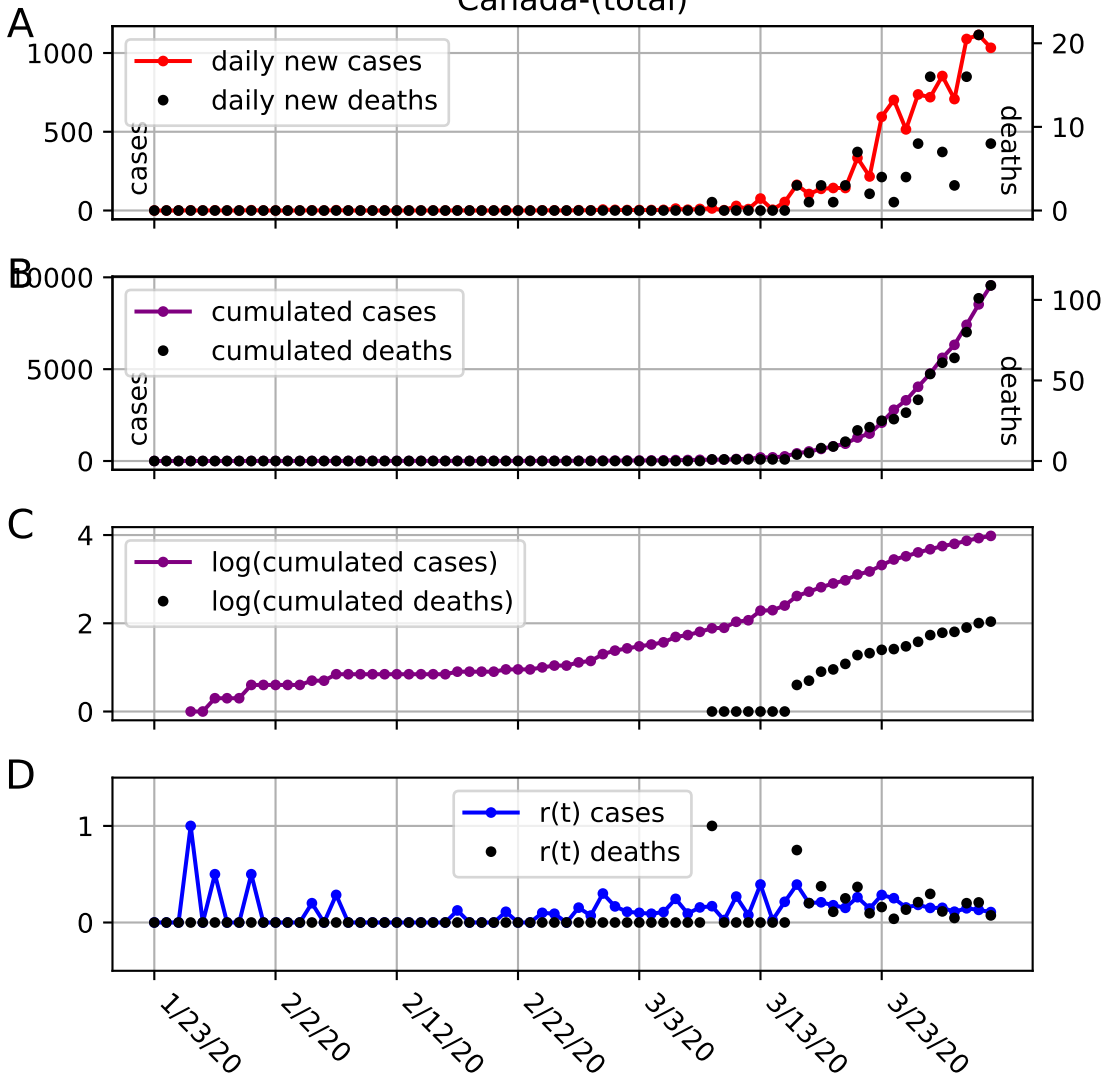 Canada-(total)
A
1000
500
0
cases
daily new cases
daily new deaths
20
10
0
deaths
B
10000
5000
0
cases
cumulated cases
cumulated deaths
100
50
0
deaths
C
4
2
0
log(cumulated cases)
log(cumulated deaths)
D
1
0
r(t) cases
r(t) deaths
1/23/20
2/2/20
2/12/20
2/22/20
3/3/20
3/13/20
3/23/20